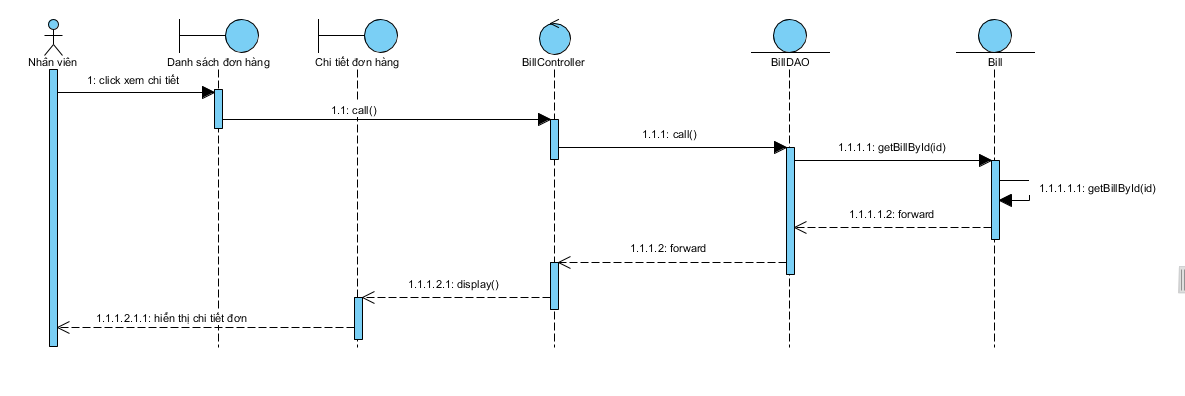 Nhân viên
Danh sách đơn hàng
Chi tiết đơn hàng
BillController
BillDAO
Bill
1: click xem chi tiết
1.1: call()
1.1.1: call()
1.1.1.1: getBillById(id)
1.1.1.1.1: getBillById(id)
1.1.1.1.2: forward
1.1.1.2: forward
1.1.1.2.1: display()
1.1.1.2.1.1: hiển thị chi tiết đơn